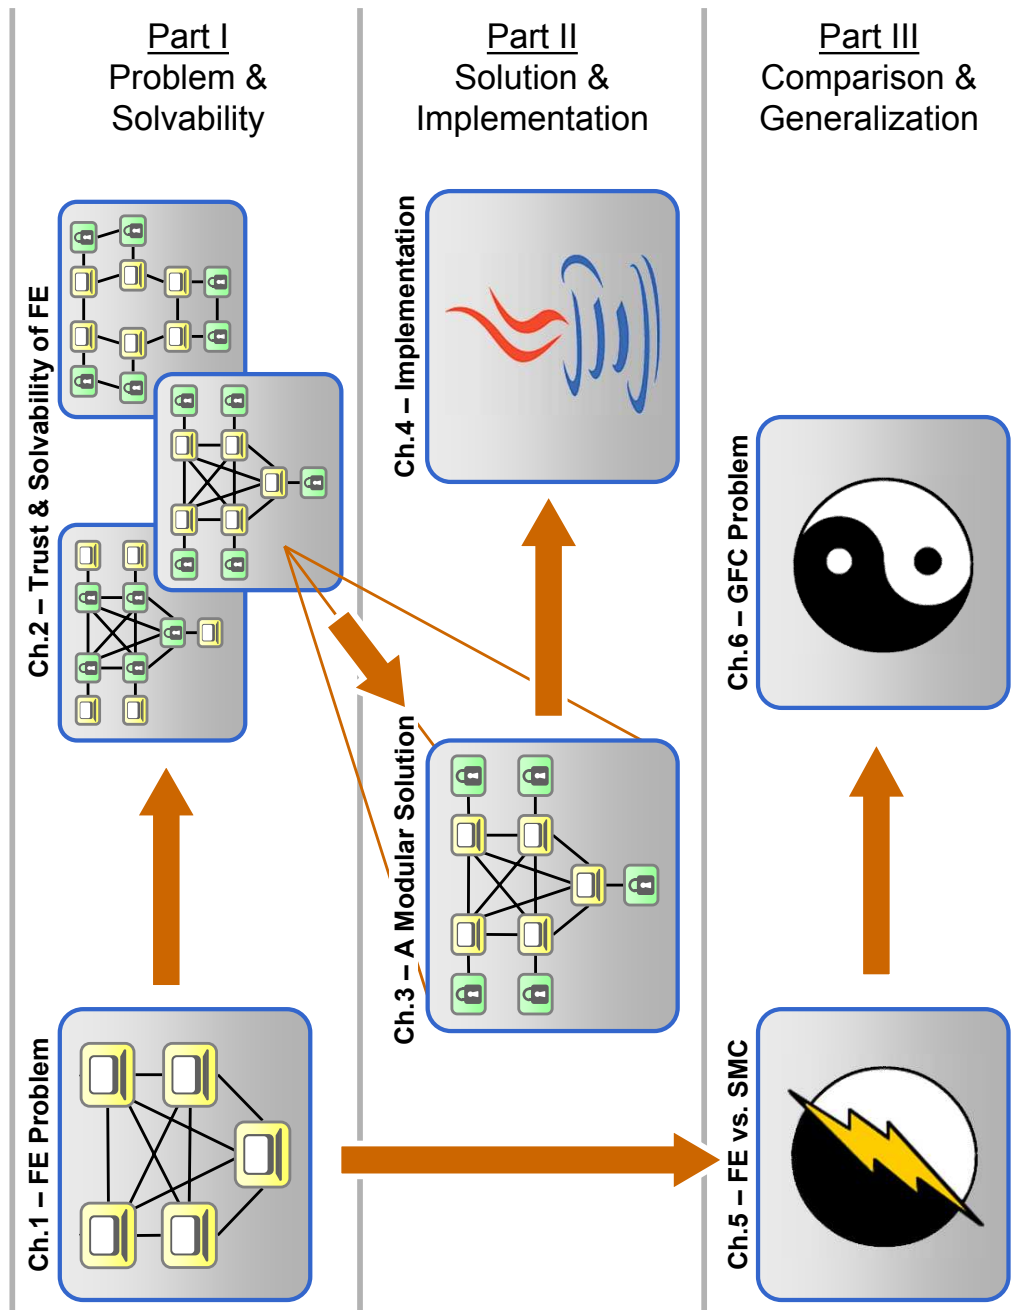 Part I
Problem &
Solvability
Part II
Solution &
Implementation
Part III
Comparison &
Generalization
Ch.1 – FE Problem
Ch.2 – Trust & Solvability of FE
Ch.3 – A Modular Solution
Ch.4 – Implementation
Ch.5 – FE vs. SMC
Ch.6 – GFC Problem